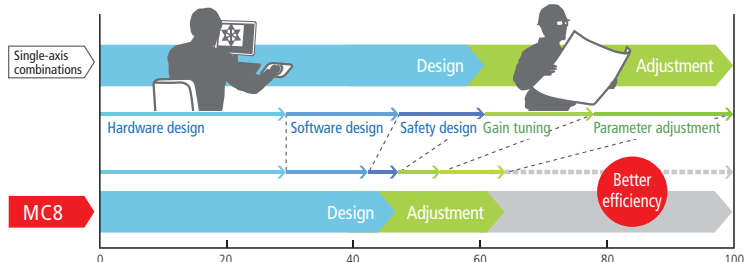 Single-axis
combinations
Design
Adjustment
Hardware design
Software design
Safety design
Gain tuning
Parameter adjustment
Better
efficiency
MC8
Design
Adjustment
0 20 40 60 80 100